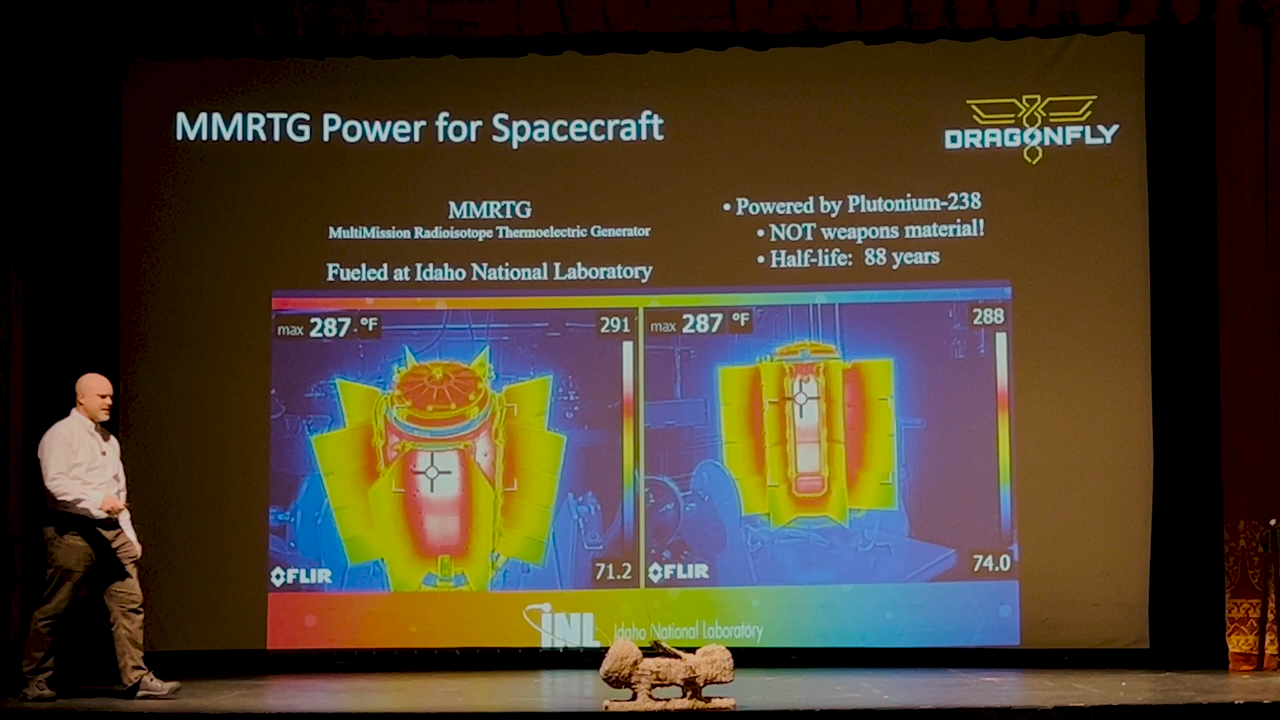 MMRTG Power for Spacecraft
DRAGONFLY
MMRTG
MultiMission Radioisotope Thermoelectric Generator
Fueled at Idaho National Laboratory
• Powered by Plutonium-238
• NOT weapons material!
• Half-life: 88 years
max 287 °F
291
71.2
FLIR
max 287 °F
288
74.0
FLIR
INL Idaho National Laboratory